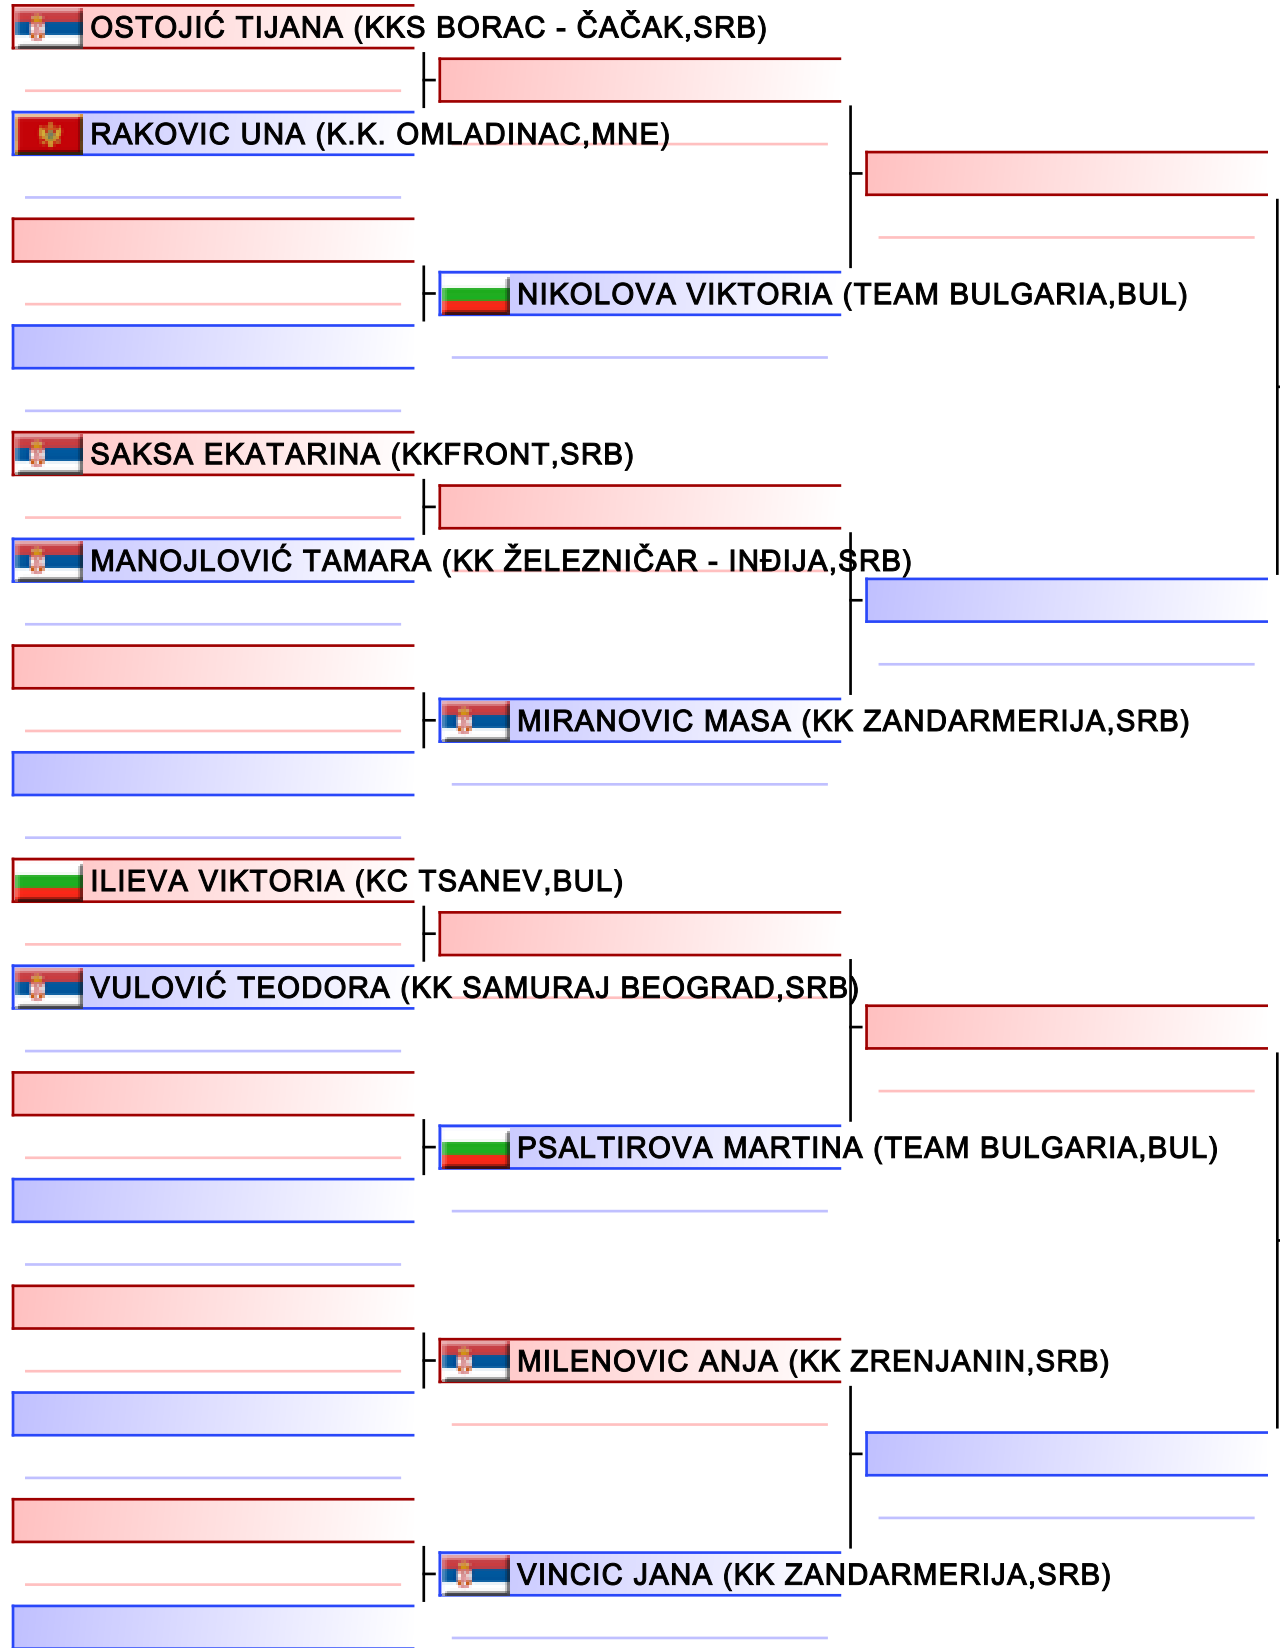 OSTOJIĆ TIJANA (KKS BORAC - ČAČAK,SRB)
RAKOVIC UNA (K.K. OMLADINAC,MNE)
NIKOLOVA VIKTORIA (TEAM BULGARIA,BUL)
SAKSA EKATARINA (KKFRONT,SRB)
MANOJLOVIĆ TAMARA (KK ŽELEZNIČAR - INĐIJA,SRB)
MIRANOVIC MASA (KK ZANDARMERIJA,SRB)
ILIEVA VIKTORIA (KC TSANEV,BUL)
VULOVIĆ TEODORA (KK SAMURAJ BEOGRAD,SRB)
PSALTIROVA MARTINA (TEAM BULGARIA,BUL)
MILENOVIC ANJA (KK ZRENJANIN,SRB)
VINCIC JANA (KK ZANDARMERIJA,SRB)